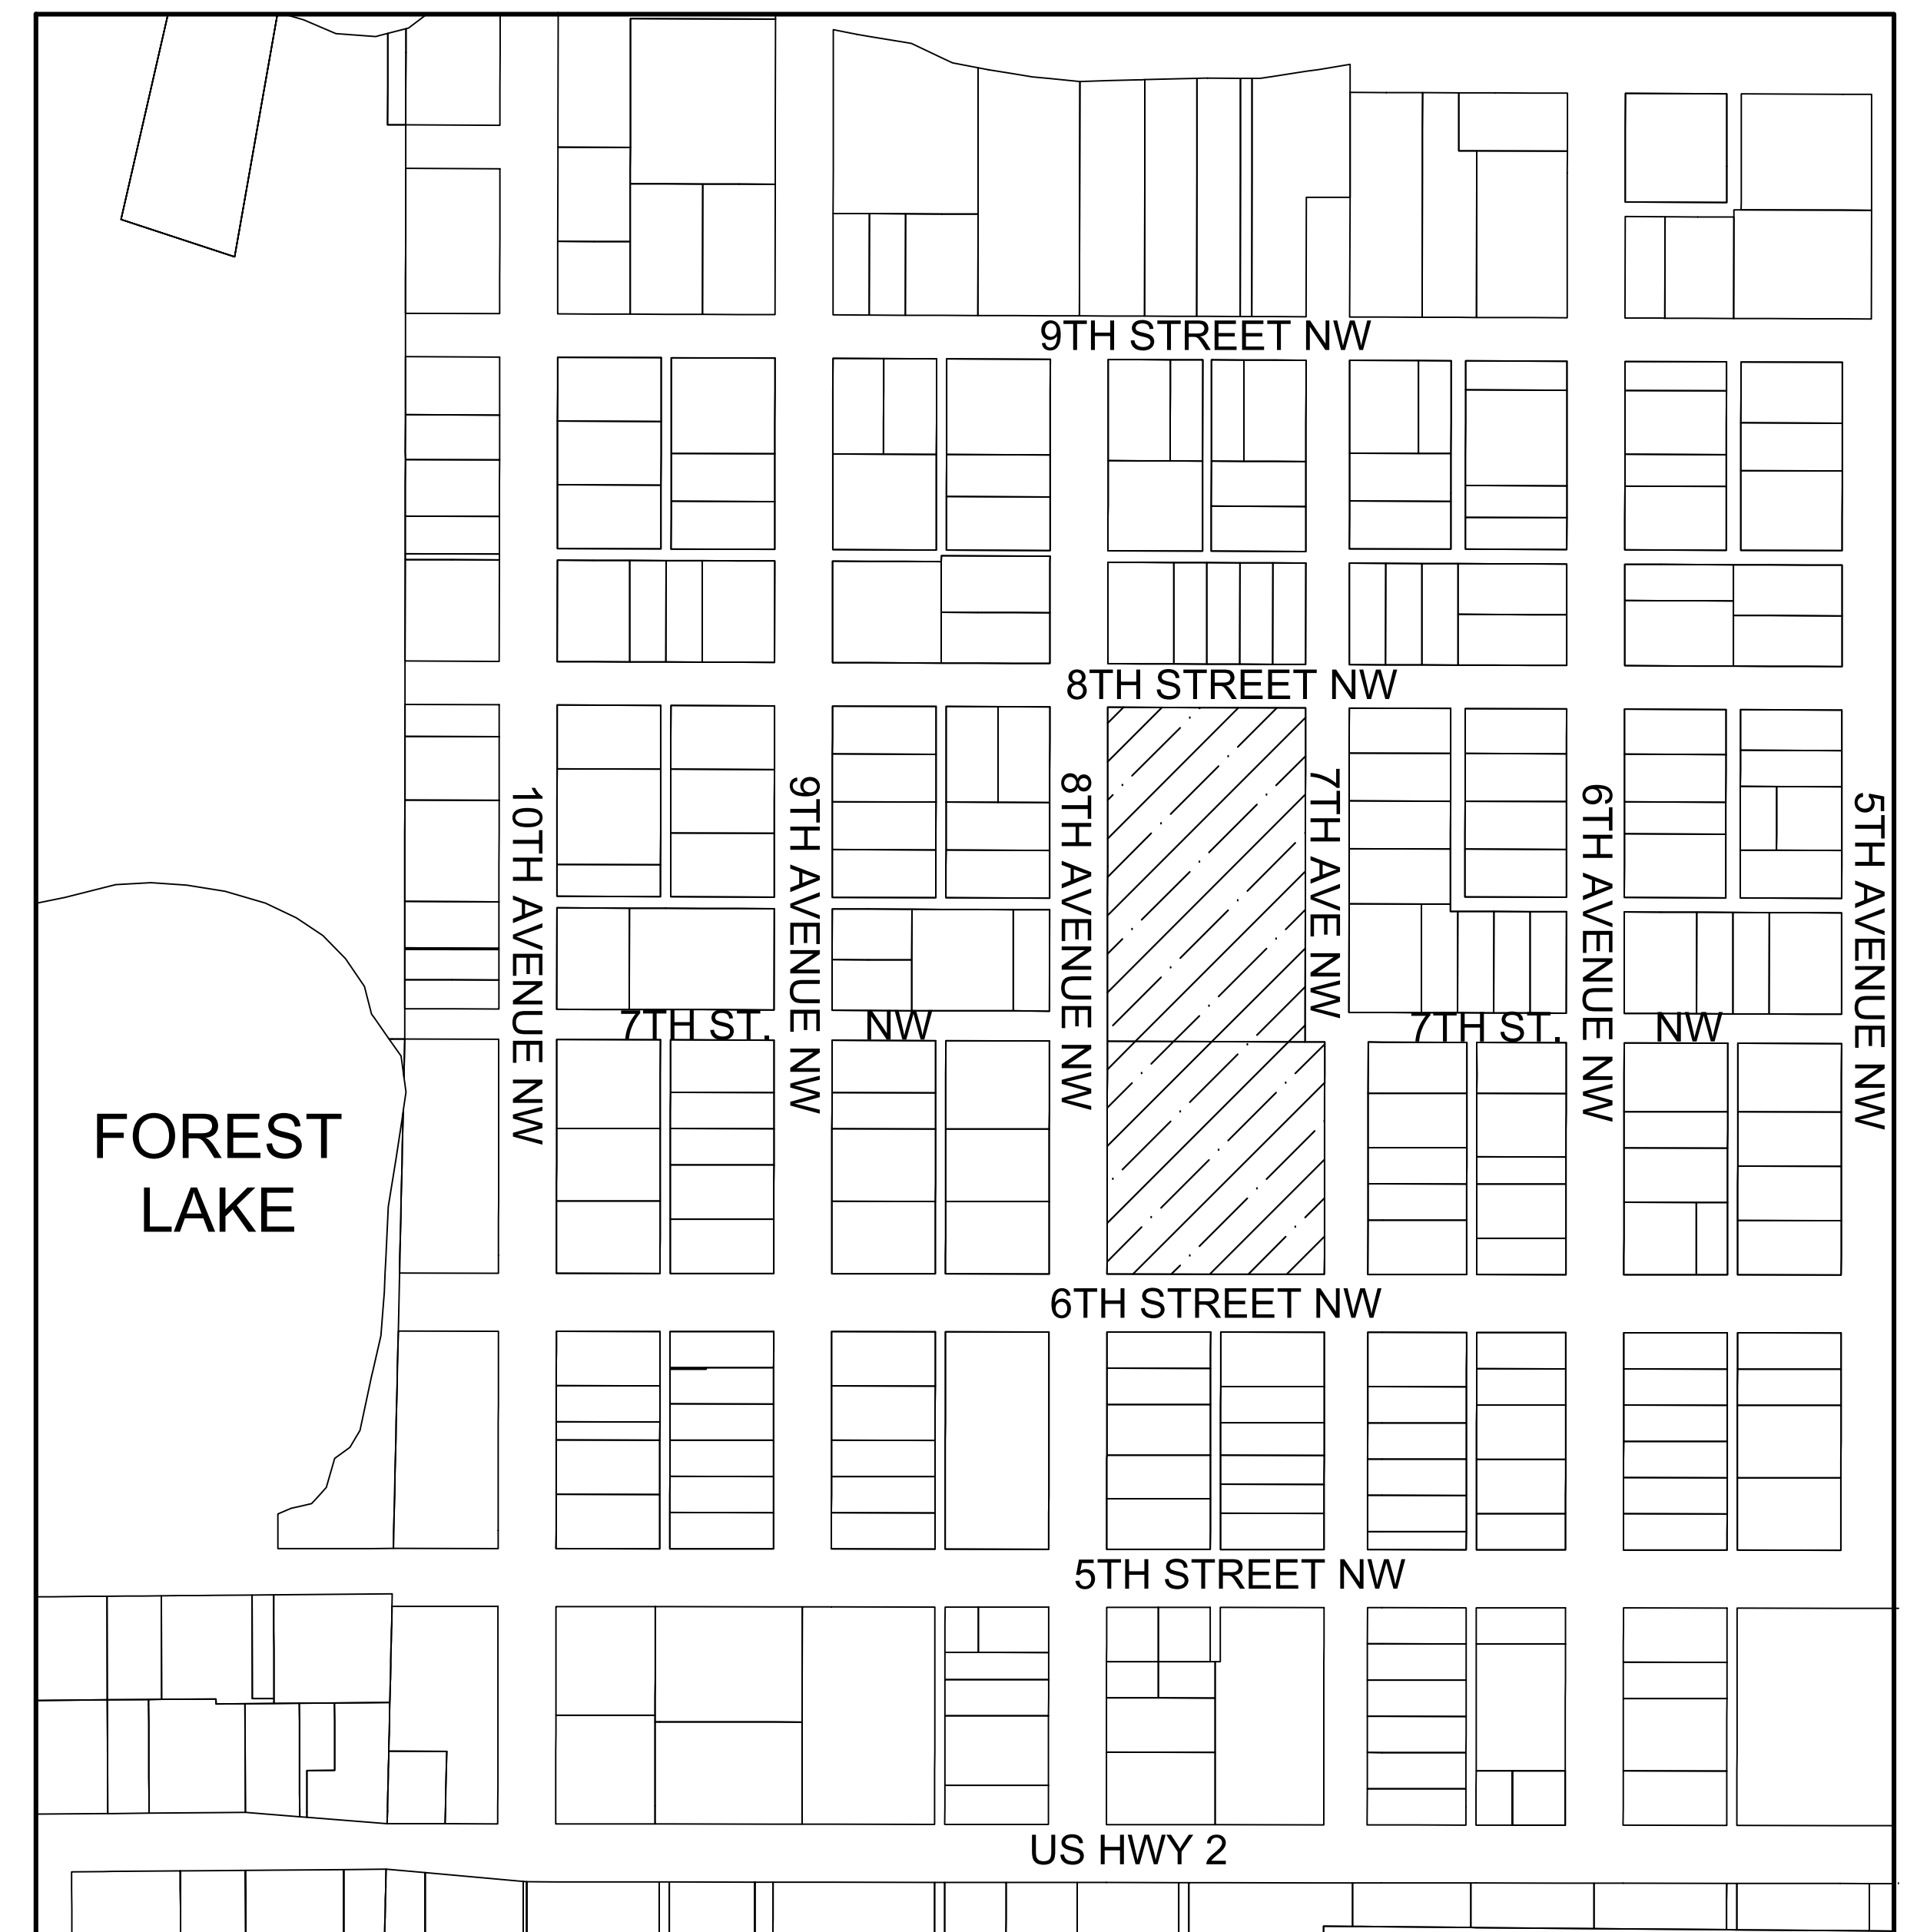 9TH STREET NW
8TH STREET NW
10TH AVENUE NW
9TH AVENUE NW
8TH AVENUE NW
7TH AVE NW
6TH AVENUE NW
5TH AVENUE NW
7TH ST. NW
7TH ST. NW
FOREST
LAKE
6TH STREET NW
5TH STREET NW
US HWY 2